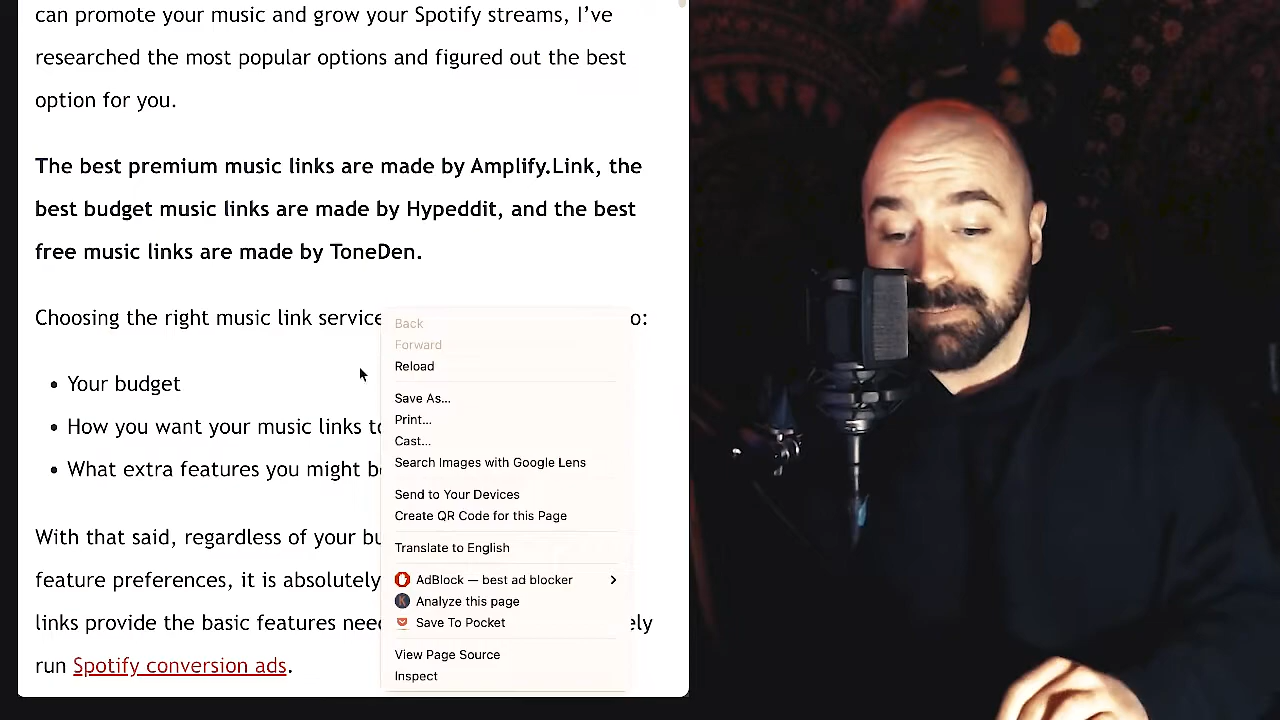 can promote your music and grow your Spotify streams, I've
researched the most popular options and figured out the best
option for you.
The best premium music links are made by Amplify.Link, the
best budget music links are made by Hypeddit, and the best
free music links are made by ToneDen.
Choosing the right music link service o:
• Your budget
• How you want your music links
• What extra features you might
With that said, regardless of your
feature preferences, it is absolutely
links provide the basic features ely
run Spotify conversion ads.
Back
Forward
Reload
Save As...
Print...
Cast...
Search Images with Google Lens
Send to Your Devices
Create QR Code for this Page
Translate to English
AdBlock — best ad blocker
Analyze this page
Save To Pocket
View Page Source
Inspect